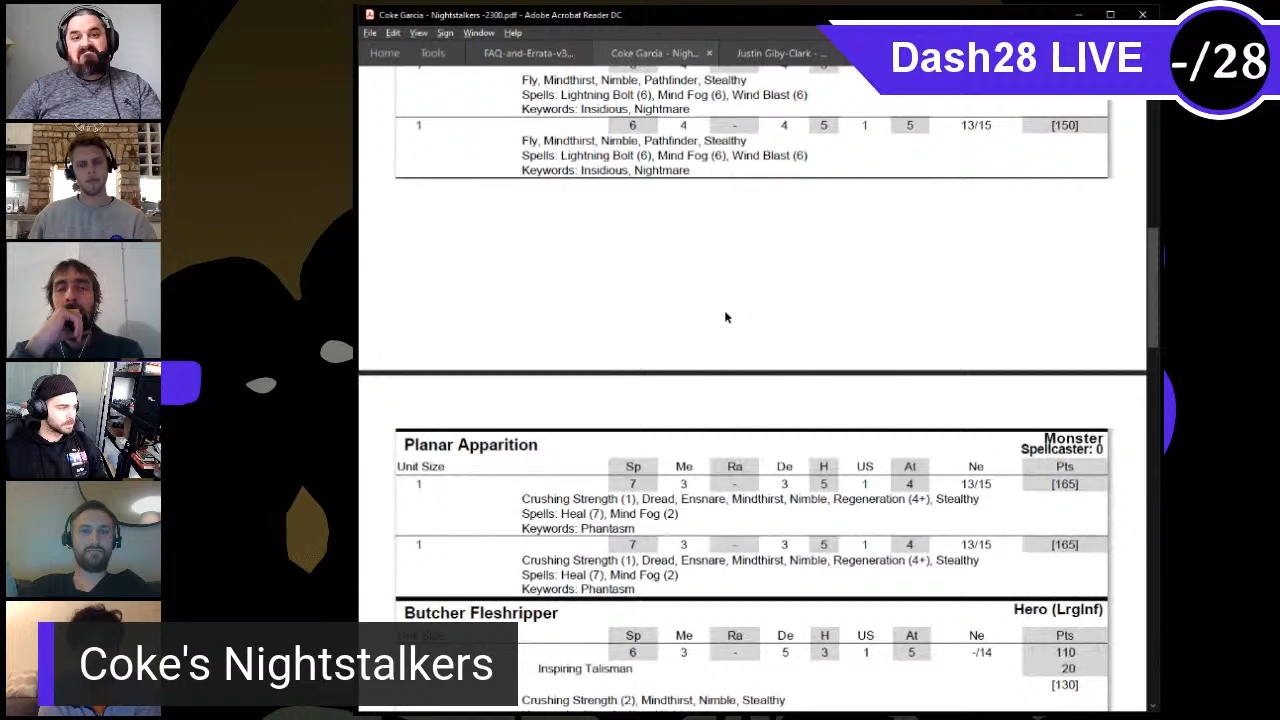 Coke Garcia - Nightstalkers -2300.pdf - Adobe Acrobat Reader DC
File Edit View Sign Window Help
Home Tools FAQ-and-Errata-v3... Coke Garcia - Nigh... × Justin Giby-Clark - ...
Dash28 LIVE
-/28
Fly, Mindthirst, Nimble, Pathfinder, Stealthy
Spells: Lightning Bolt (6), Mind Fog (6), Wind Blast (6)
Keywords: Insidious, Nightmare
1 6 4 - 4 5 1 5 13/15 [150]
Fly, Mindthirst, Nimble, Pathfinder, Stealthy
Spells: Lightning Bolt (6), Mind Fog (6), Wind Blast (6)
Keywords: Insidious, Nightmare
Planar Apparition Monster
Spellcaster: 0
Unit Size Sp Me Ra De H US At Ne Pts
1 7 3 - 3 5 1 4 13/15 [165]
Crushing Strength (1), Dread, Ensnare, Mindthirst, Nimble, Regeneration (4+), Stealthy
Spells: Heal (7), Mind Fog (2)
Keywords: Phantasm
1 7 3 - 3 5 1 4 13/15 [165]
Crushing Strength (1), Dread, Ensnare, Mindthirst, Nimble, Regeneration (4+), Stealthy
Spells: Heal (7), Mind Fog (2)
Keywords: Phantasm
Butcher Fleshripper Hero (LrgInf)
Sp Me Ra De H US At Ne Pts
6 3 - 5 3 1 5 -/14 110
Inspiring Talisman 20
[130]
Crushing Strength (2), Mindthirst, Nimble, Stealthy
Coke's Nightstalkers